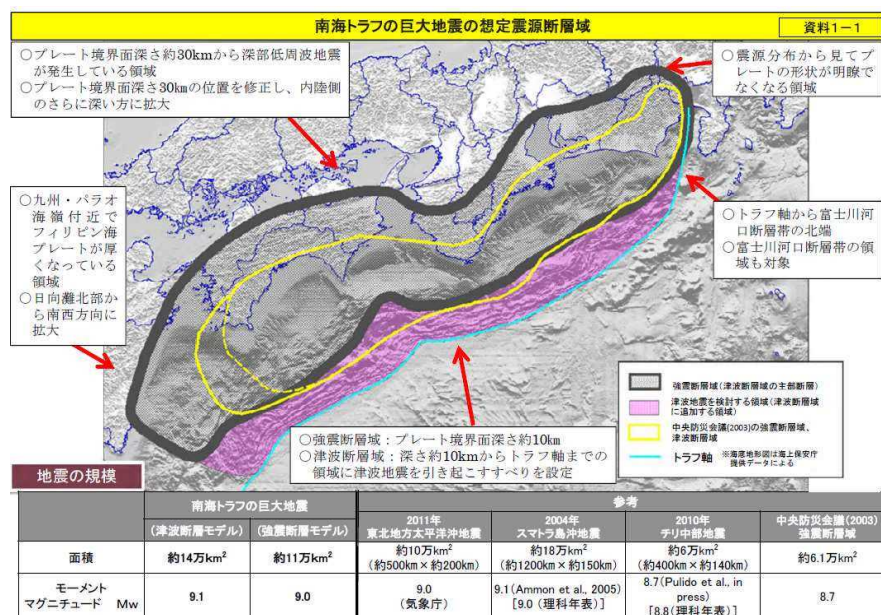 南海トラフの巨大地震の想定震源断層域
資料1－1
○プレート境界面深さ約30kmから深部低周波地震
が発生している領域
○プレート境界面深さ30kmの位置を修正し、内陸側
のさらに深い方に拡大
○震源分布から見てプ
レートの形状が明瞭で
なくなる領域
○九州・パラオ
海嶺付近で
フィリピン海
プレートが厚
くなっている
領域
○日向灘北部か
ら南西方向に
拡大
○トラフ軸から富士川河
口断層帯の北端
○富士川河口断層帯の領
域も対象
○強震断層域：プレート境界面深さ約10km
○津波断層域：深さ約10kmからトラフ軸までの
領域に津波地震を引き起こすすべりを設定
強震断層域（津波断層域の主部断層）
津波地震を検討する領域（津波断層域
に追加する領域）
中央防災会議(2003)の強震断層域、
津波断層域
トラフ軸 ※海底地形図は海上保安庁
提供データによる
地震の規模
南海トラフの巨大地震
参考
（津波断層モデル）
（強震断層モデル）
2011年
東北地方太平洋沖地震
2004年
スマトラ島沖地震
2010年
チリ中部地震
中央防災会議(2003)
強震断層域
面積
約14万km²
約11万km²
約10万km²
（約500km×約200km）
約18万km²
（約1200km×約150km）
約6万km²
（約400km×約140km）
約6.1万km²
モーメント
マグニチュード Mw
9.1
9.0
9.0
（気象庁）
9.1(Ammon et al., 2005)
[9.0 (理科年表)]
8.7(Pulido et al., in
press)
[8.8(理科年表)]
8.7